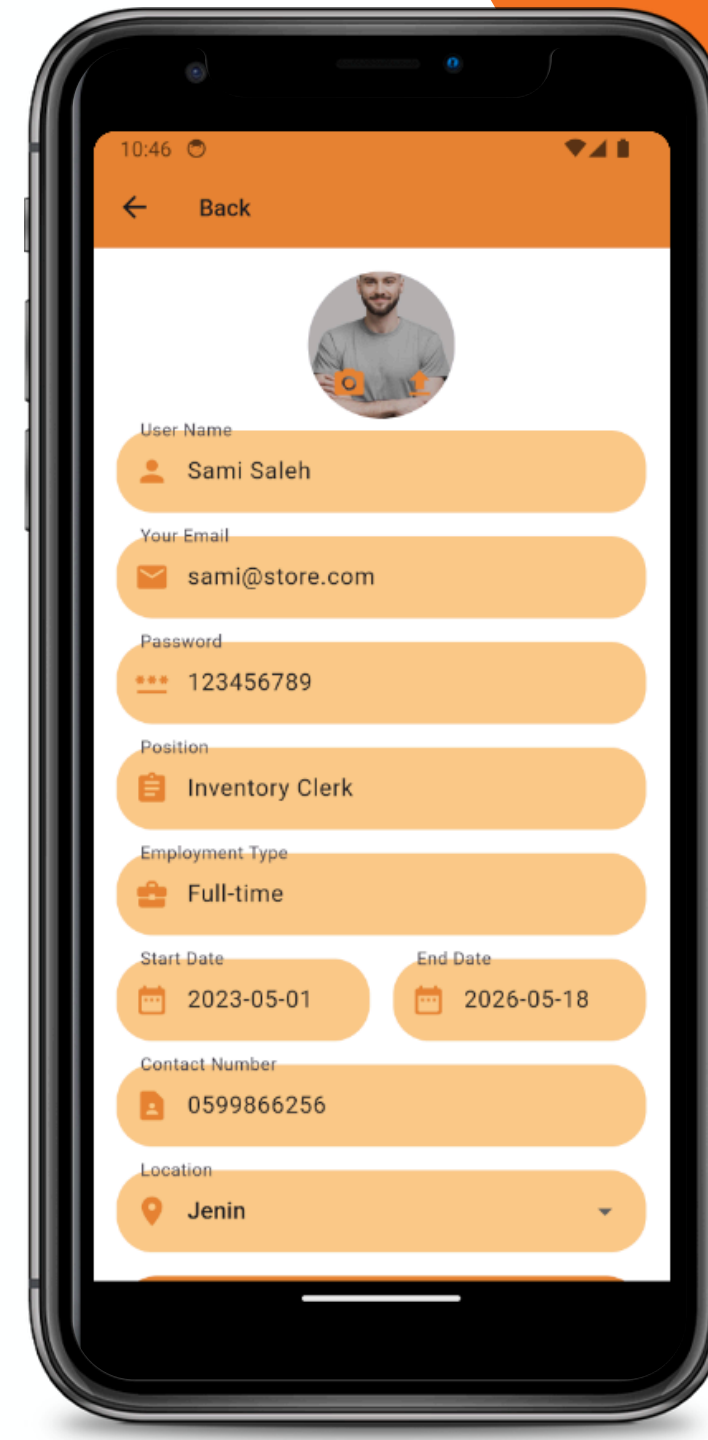 10:46
Back
User Name
Sami Saleh
Your Email
sami@store.com
Password
123456789
Position
Inventory Clerk
Employment Type
Full-time
Start Date
2023-05-01
End Date
2026-05-18
Contact Number
0599866256
Location
Jenin